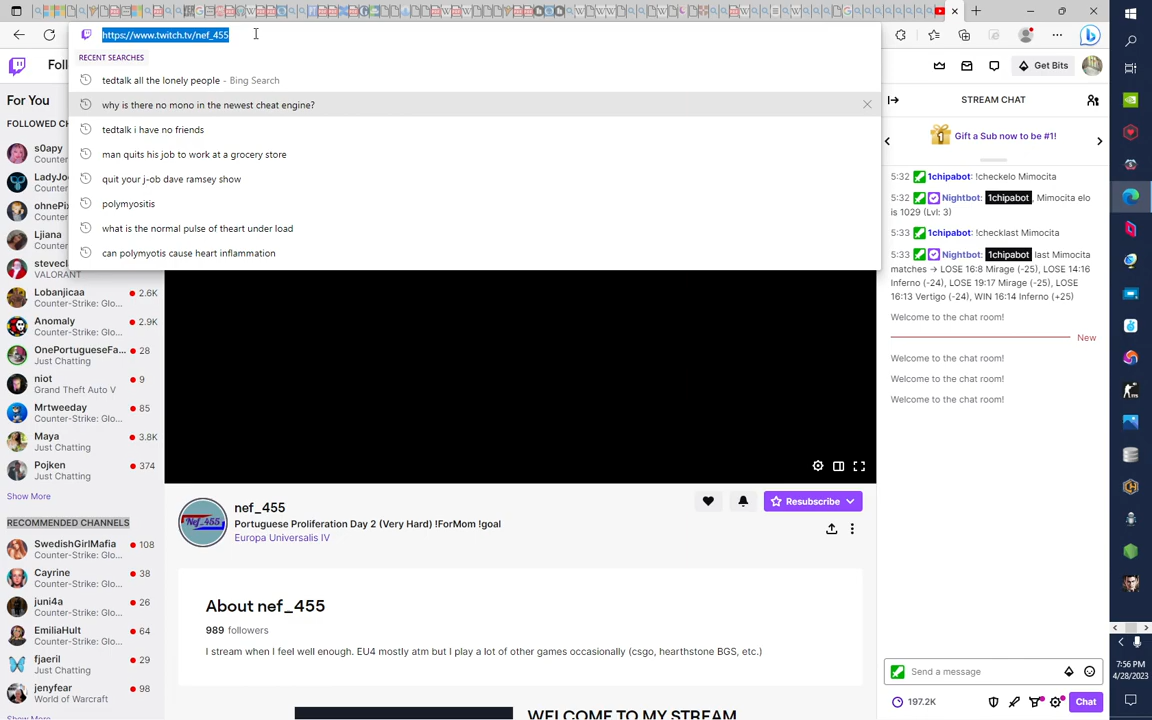 https://www.twitch.tv/nef_455
RECENT SEARCHES
Foll
Get Bits
tedtalk all the lonely people - Bing Search
why is there no mono in the newest cheat engine?
tedtalk i have no friends
man quits his job to work at a grocery store
quit your j-ob dave ramsey show
polymyositis
what is the normal pulse of theart under load
can polymyotis cause heart inflammation
For You
FOLLOWED CH
s0apy
Counter
LadyJo
Counter
ohnePix
Counter
Ljiana
Counter
stevecl
VALORANT
Lobanjicaa 2.6K
Counter-Strike: Glo...
Anomaly 2.9K
Counter-Strike: Glo...
OnePortugueseFa... 28
Just Chatting
niot 9
Grand Theft Auto V
Mrtweeday 85
Counter-Strike: Glo...
Maya 3.8K
Just Chatting
Pojken 374
Just Chatting
Show More
RECOMMENDED CHANNELS
SwedishGirlMafia 108
Counter-Strike: Glo...
Cayrine 38
Counter-Strike: Glo...
juni4a 26
Counter-Strike: Glo...
EmiliaHult 64
Counter-Strike: Glo...
fjaeril 29
Just Chatting
jenyfear 98
World of Warcraft
Show More
nef_455
Portuguese Proliferation Day 2 (Very Hard) !ForMom !goal
Europa Universalis IV
Resubscribe
Nef_455
About nef_455
989 followers
I stream when I feel well enough. EU4 mostly atm but I play a lot of other games occasionally (csgo, hearthstone BGS, etc.)
WELCOME TO MY STREAM
STREAM CHAT
1
Gift a Sub now to be #1!
5:32 1chipabot: !checkelo Mimocita
5:32 Nightbot: 1chipabot, Mimocita elo
is 1029 (Lvl: 3)
5:33 1chipabot: !checklast Mimocita
5:33 Nightbot: 1chipabot last Mimocita
matches → LOSE 16:8 Mirage (-25), LOSE 14:16
Inferno (-24), LOSE 19:17 Mirage (-25), LOSE
16:13 Vertigo (-24), WIN 16:14 Inferno (+25)
Welcome to the chat room!
New
Welcome to the chat room!
Welcome to the chat room!
Welcome to the chat room!
Send a message
197.2K
Chat
7:56 PM
4/28/2023